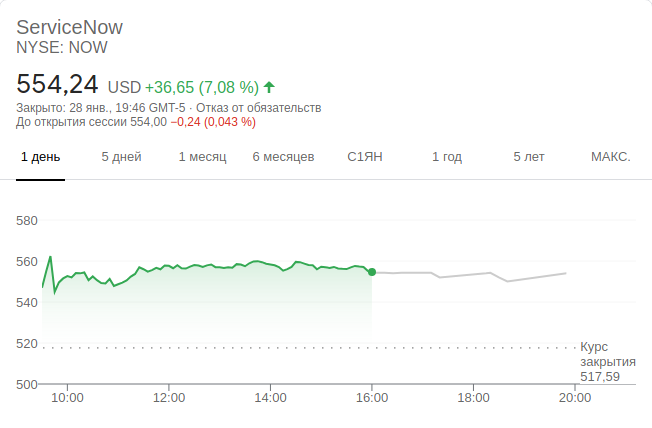 ServiceNow
NYSE: NOW
554,24 USD +36,65 (7,08 %)
Закрыто: 28 янв., 19:46 GMT-5 · Отказ от обязательств
До открытия сессии 554,00 −0,24 (0,043 %)
1 день 5 дней 1 месяц 6 месяцев С1ЯН 1 год 5 лет МАКС.
580
560
540
520
500
Курс
закрытия
517,59
10:00 12:00 14:00 16:00 18:00 20:00